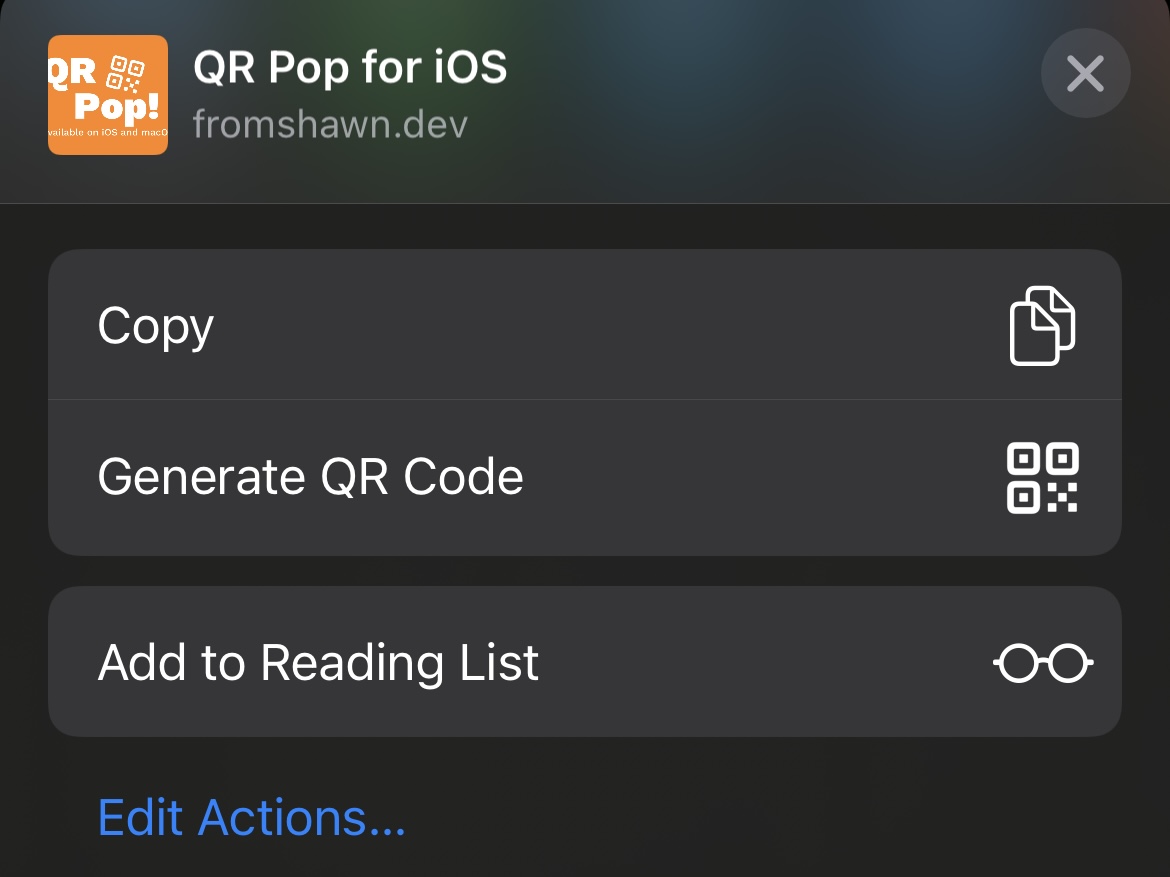 QR
Pop!
vailable on iOS and macO
QR Pop for iOS
fromshawn.dev
Copy
Generate QR Code
Add to Reading List
Edit Actions...